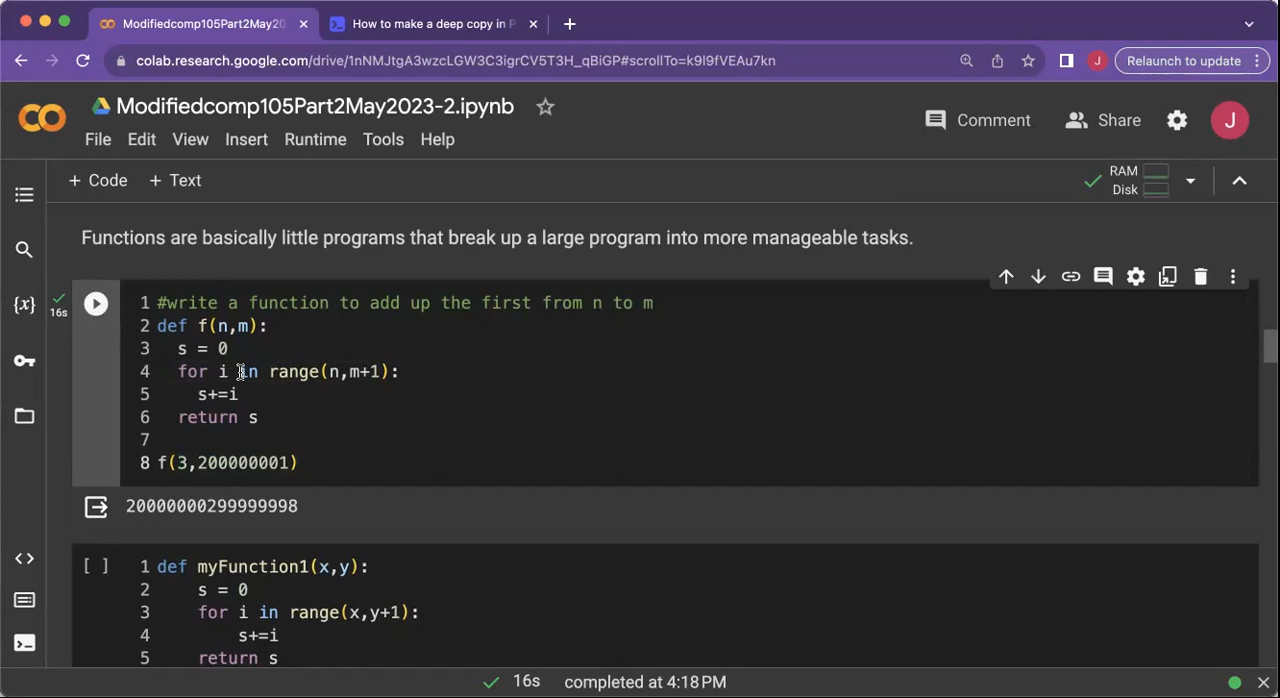 Modifiedcomp105Part2May20
How to make a deep copy in P
colab.research.google.com/drive/1nNMJtgA3wzcLGW3C3igrCV5T3H_qBiGP#scrollTo=k9l9fVEAu7kn
J
Relaunch to update
Modifiedcomp105Part2May2023-2.ipynb
Comment
Share
J
File Edit View Insert Runtime Tools Help
+ Code + Text
RAM
Disk
Functions are basically little programs that break up a large program into more manageable tasks.
{x}
16s
1 #write a function to add up the first from n to m
2 def f(n,m):
3 s = 0
4 for i in range(n,m+1):
5 s+=i
6 return s
7
8 f(3,200000001)
20000000299999998
[ ]
1 def myFunction1(x,y):
2 s = 0
3 for i in range(x,y+1):
4 s+=i
5 return s
16s completed at 4:18 PM